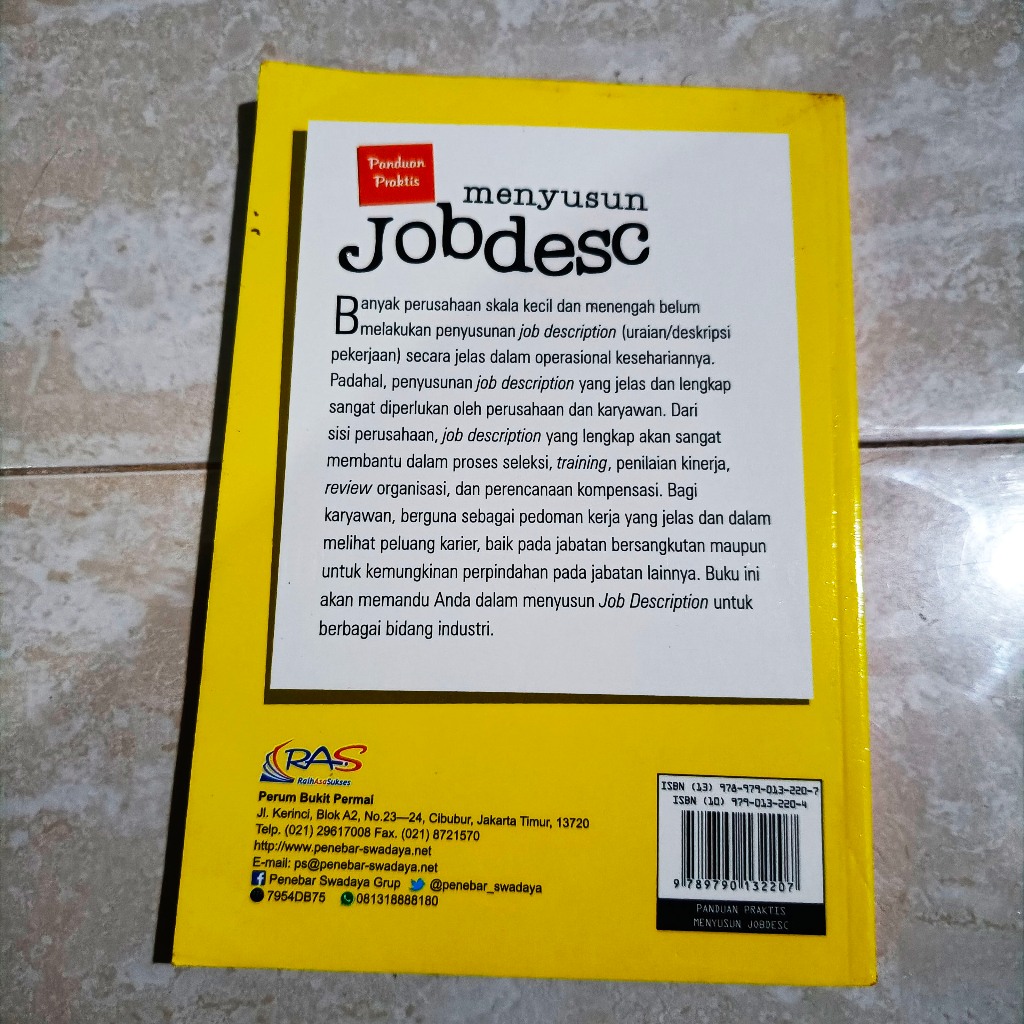 Panduan
Praktis
menyusun
Jobdesc
Banyak perusahaan skala kecil dan menengah belum
melakukan penyusunan job description (uraian/deskripsi
pekerjaan) secara jelas dalam operasional kesehariannya.
Padahal, penyusunan job description yang jelas dan lengkap
sangat diperlukan oleh perusahaan dan karyawan. Dari
sisi perusahaan, job description yang lengkap akan sangat
membantu dalam proses seleksi, training, penilaian kinerja,
review organisasi, dan perencanaan kompensasi. Bagi
karyawan, berguna sebagai pedoman kerja yang jelas dan dalam
melihat peluang karier, baik pada jabatan bersangkutan maupun
untuk kemungkinan perpindahan pada jabatan lainnya. Buku ini
akan memandu Anda dalam menyusun Job Description untuk
berbagai bidang industri.
RAS
RaihAsaSukses
Perum Bukit Permai
Jl. Kerinci, Blok A2, No.23—24, Cibubur, Jakarta Timur, 13720
Telp. (021) 29617008 Fax. (021) 8721570
http://www.penebar-swadaya.net
E-mail: ps@penebar-swadaya.net
Penebar Swadaya Grup @penebar_swadaya
7954DB75 081318888180
ISBN (13) 978-979-013-220-7
ISBN (10) 979-013-220-4
9 789790 132207
PANDUAN PRAKTIS
MENYUSUN JOBDESC